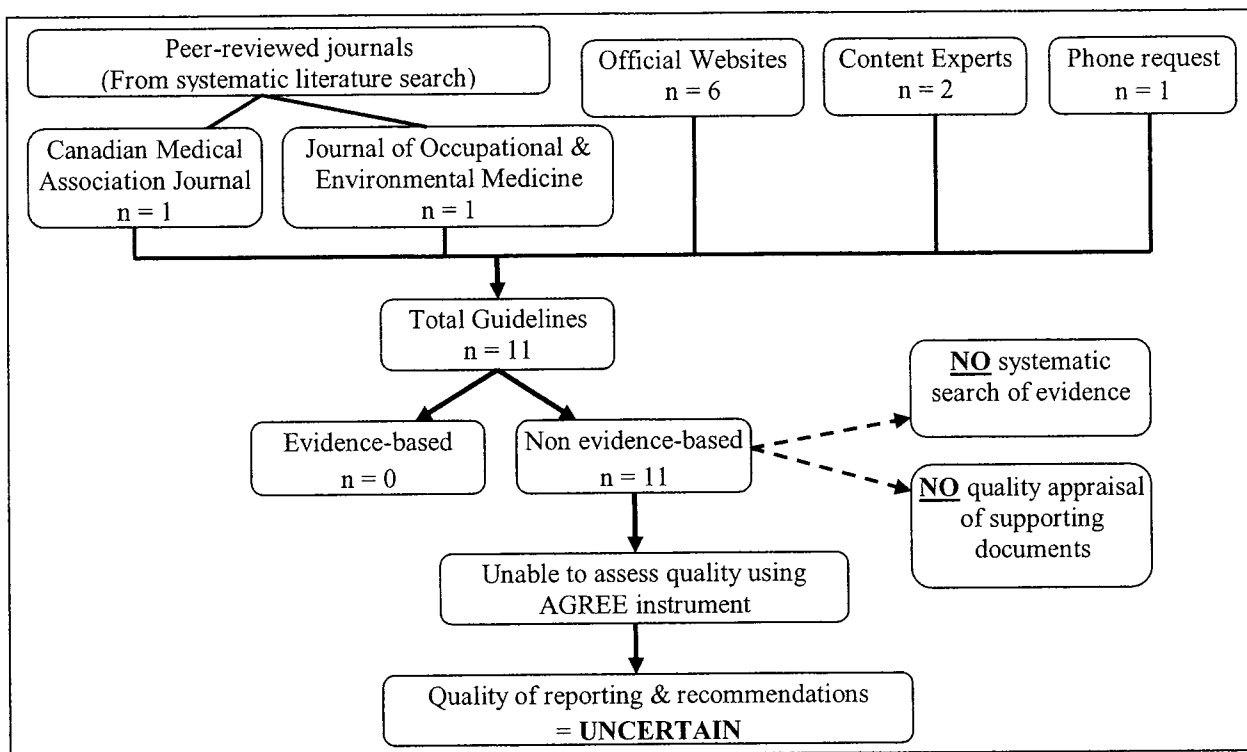 Peer-reviewed journals
(From systematic literature search)
Official Websites
n = 6
Content Experts
n = 2
Phone request
n = 1
Canadian Medical
Association Journal
n = 1
Journal of Occupational &
Environmental Medicine
n = 1
Total Guidelines
n = 11
Evidence-based
n = 0
Non evidence-based
n = 11
NO systematic
search of evidence
NO quality appraisal
of supporting
documents
Unable to assess quality using
AGREE instrument
Quality of reporting & recommendations
= UNCERTAIN